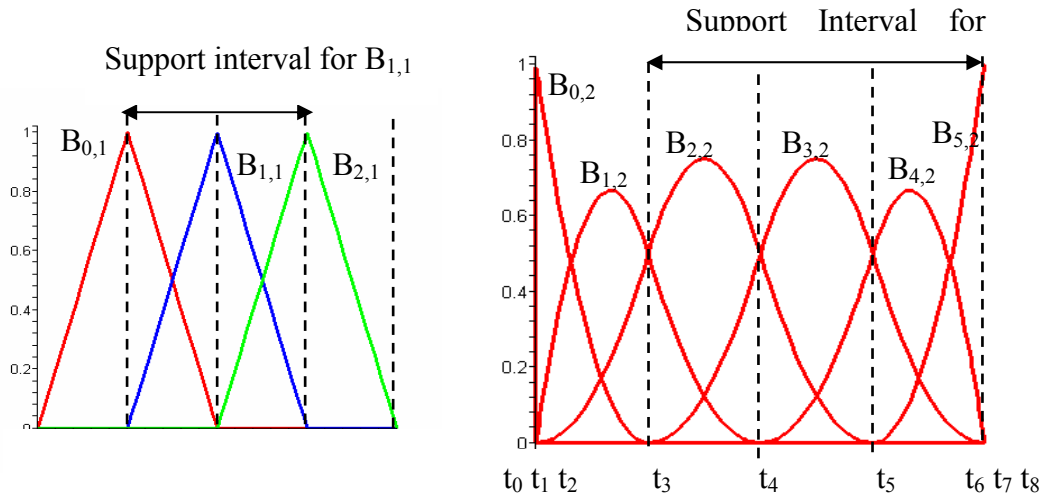 Support interval for B1,1
B0,1
B1,1
B2,1
1
0.8
0.6
0.4
0.2
0
Support Interval for
B0,2
B1,2
B2,2
B3,2
B4,2
B5,2
1
0.8
0.6
0.4
0.2
0
t0 t1 t2 t3 t4 t5 t6 t7 t8